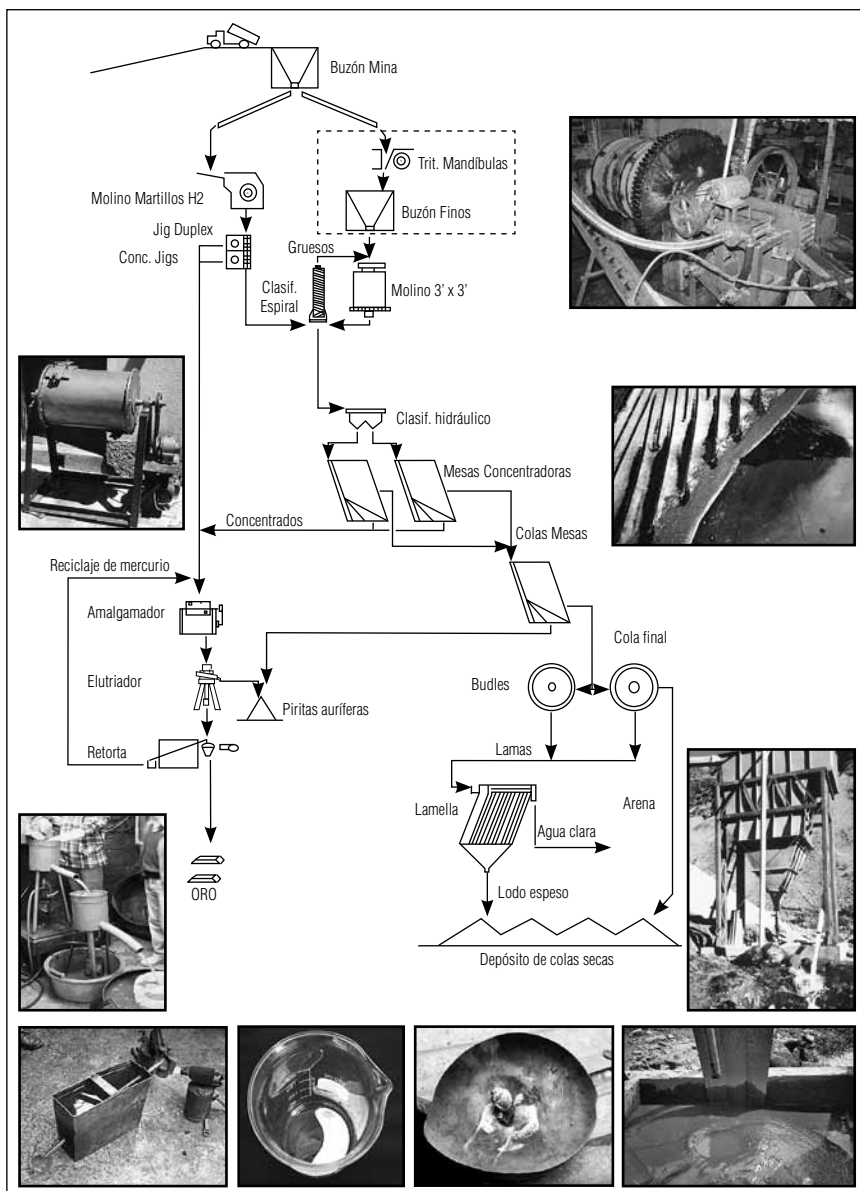 Buzón Mina
Trit. Mandíbulas
Molino Martillos H2
Buzón Finos
Jig Duplex
Gruesos
Conc. Jigs
Clasif.
Espiral
Molino 3' x 3'
Clasif. hidráulico
Mesas Concentradoras
Concentrados
Colas Mesas
Reciclaje de mercurio
Amalgamador
Cola final
Elutriador
Budles
Piritas auríferas
Retorta
Lamas
Lamella
Arena
Agua clara
ORO
Lodo espeso
Depósito de colas secas